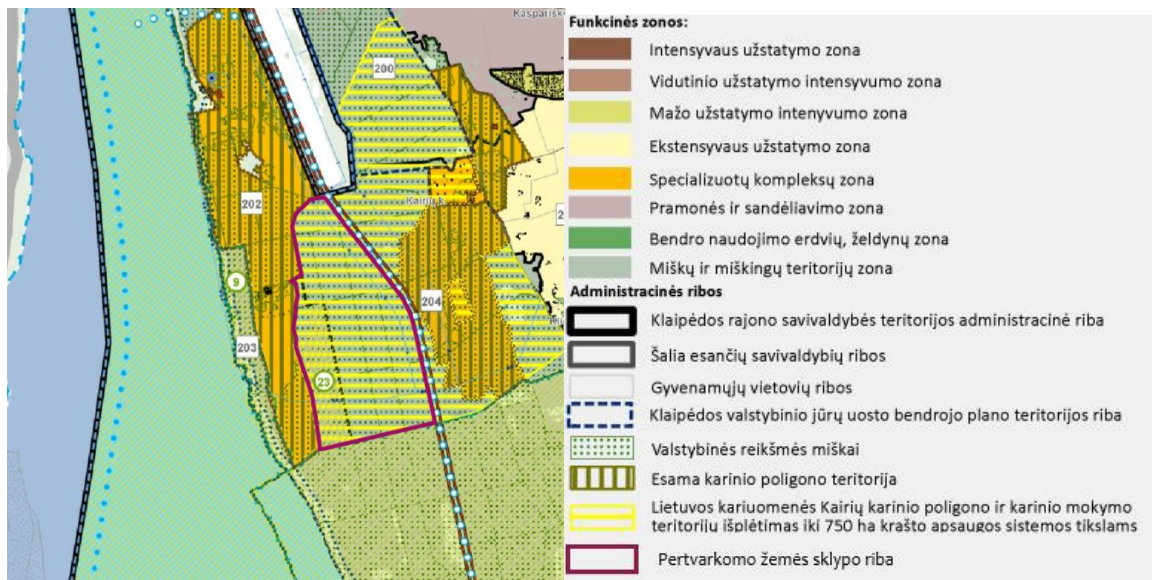 Kasparišk
200
202
Kairių k.
2
9
204
203
23
Funkcinės zonos:
Intensyvaus užstatymo zona
Vidutinio užstatymo intensyvumo zona
Mažo užstatymo intenyvumo zona
Ekstensyvaus užstatymo zona
Specializuotų kompleksų zona
Pramonės ir sandėliavimo zona
Bendro naudojimo erdvių, želdynų zona
Miškų ir miškingų teritorijų zona
Administracinės ribos
Klaipėdos rajono savivaldybės teritorijos administracinė riba
Šalia esančių savivaldybių ribos
Gyvenamųjų vietovių ribos
Klaipėdos valstybinio jūrų uosto bendrojo plano teritorijos riba
Valstybinės reikšmės miškai
Esama karinio poligono teritorija
Lietuvos kariuomenės Kairių karinio poligono ir karinio mokymo
teritorijų išplėtimas iki 750 ha krašto apsaugos sistemos tikslams
Pertvarkomo žemės sklypo riba